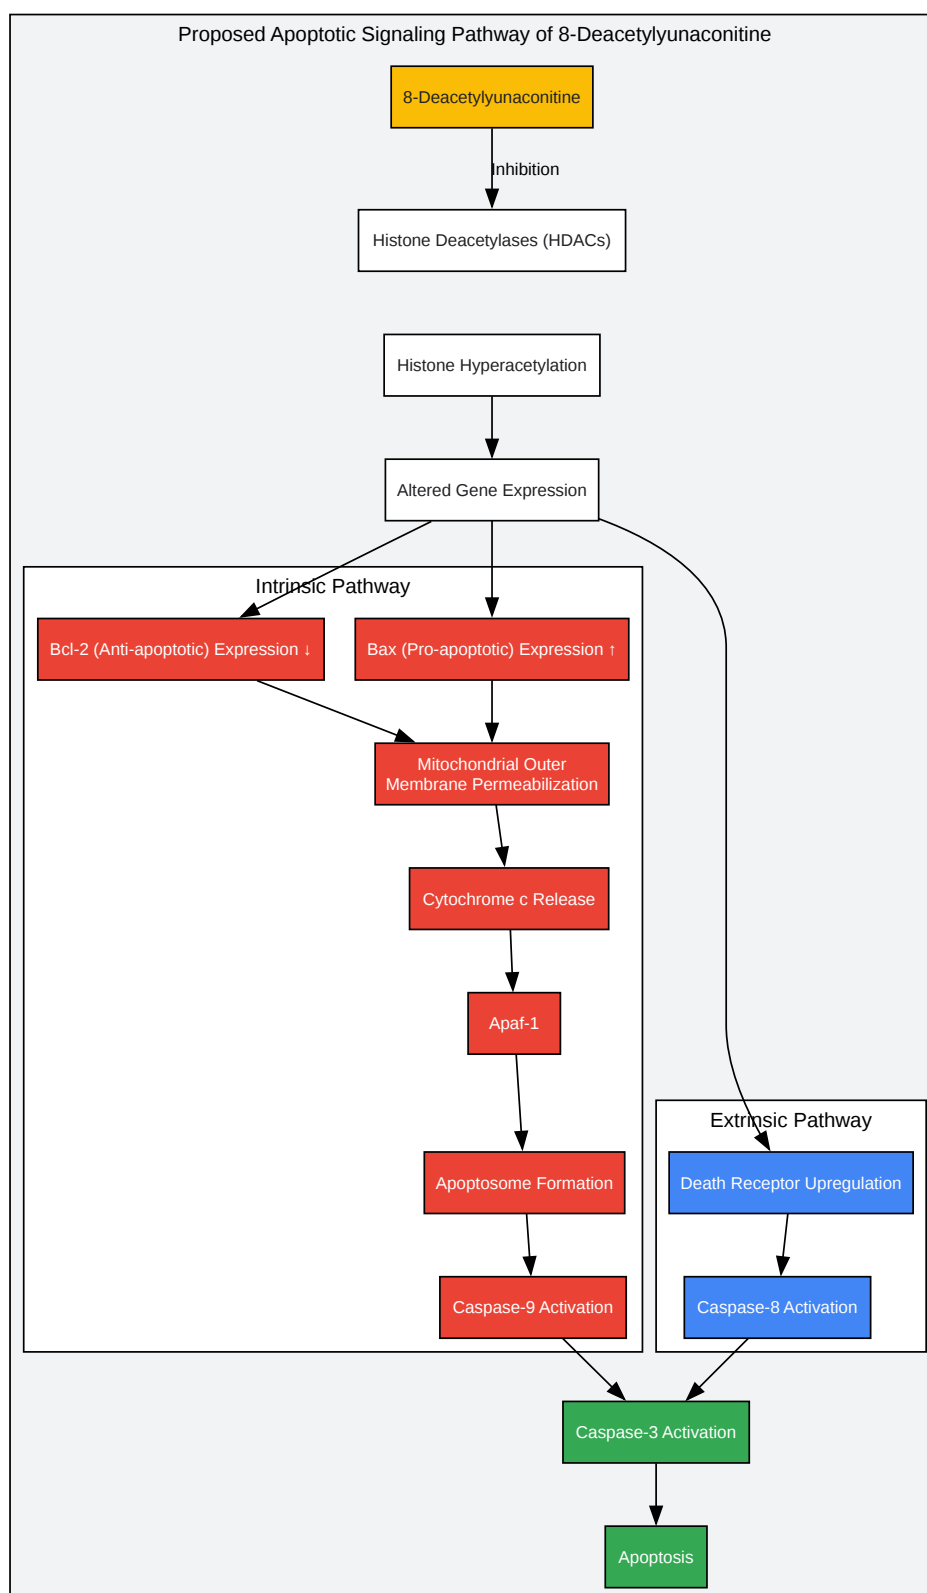 Proposed Apoptotic Signaling Pathway of 8-Deacetylyunaconitine
8-Deacetylyunaconitine
Inhibition
Histone Deacetylases (HDACs)
Histone Hyperacetylation
Altered Gene Expression
Intrinsic Pathway
Bcl-2 (Anti-apoptotic) Expression ↓
Bax (Pro-apoptotic) Expression ↑
Mitochondrial Outer
Membrane Permeabilization
Cytochrome c Release
Apaf-1
Apoptosome Formation
Caspase-9 Activation
Extrinsic Pathway
Death Receptor Upregulation
Caspase-8 Activation
Caspase-3 Activation
Apoptosis